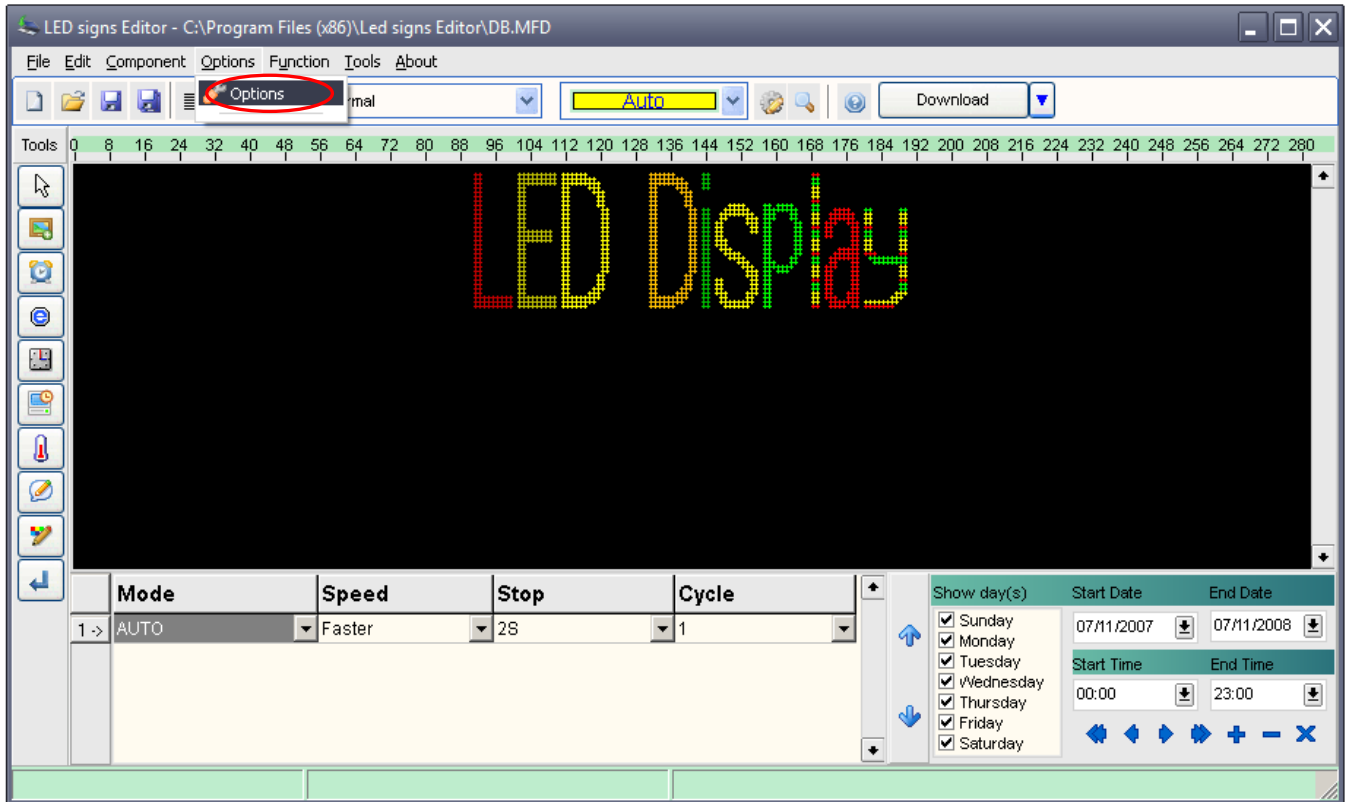 LED signs Editor - C:\Program Files (x86)\Led signs Editor\DB.MFD
File Edit Component Options Function Tools About
Options
rmal
Auto
Download
Tools 0 8 16 24 32 40 48 56 64 72 80 88 96 104 112 120 128 136 144 152 160 168 176 184 192 200 208 216 224 232 240 248 256 264 272 280
LED Display
Mode Speed Stop Cycle
1 -> AUTO Faster 2S 1
Show day(s) Start Date End Date
Sunday
Monday
Tuesday
Wednesday
Thursday
Friday
Saturday
07/11/2007 07/11/2008
Start Time End Time
00:00 23:00